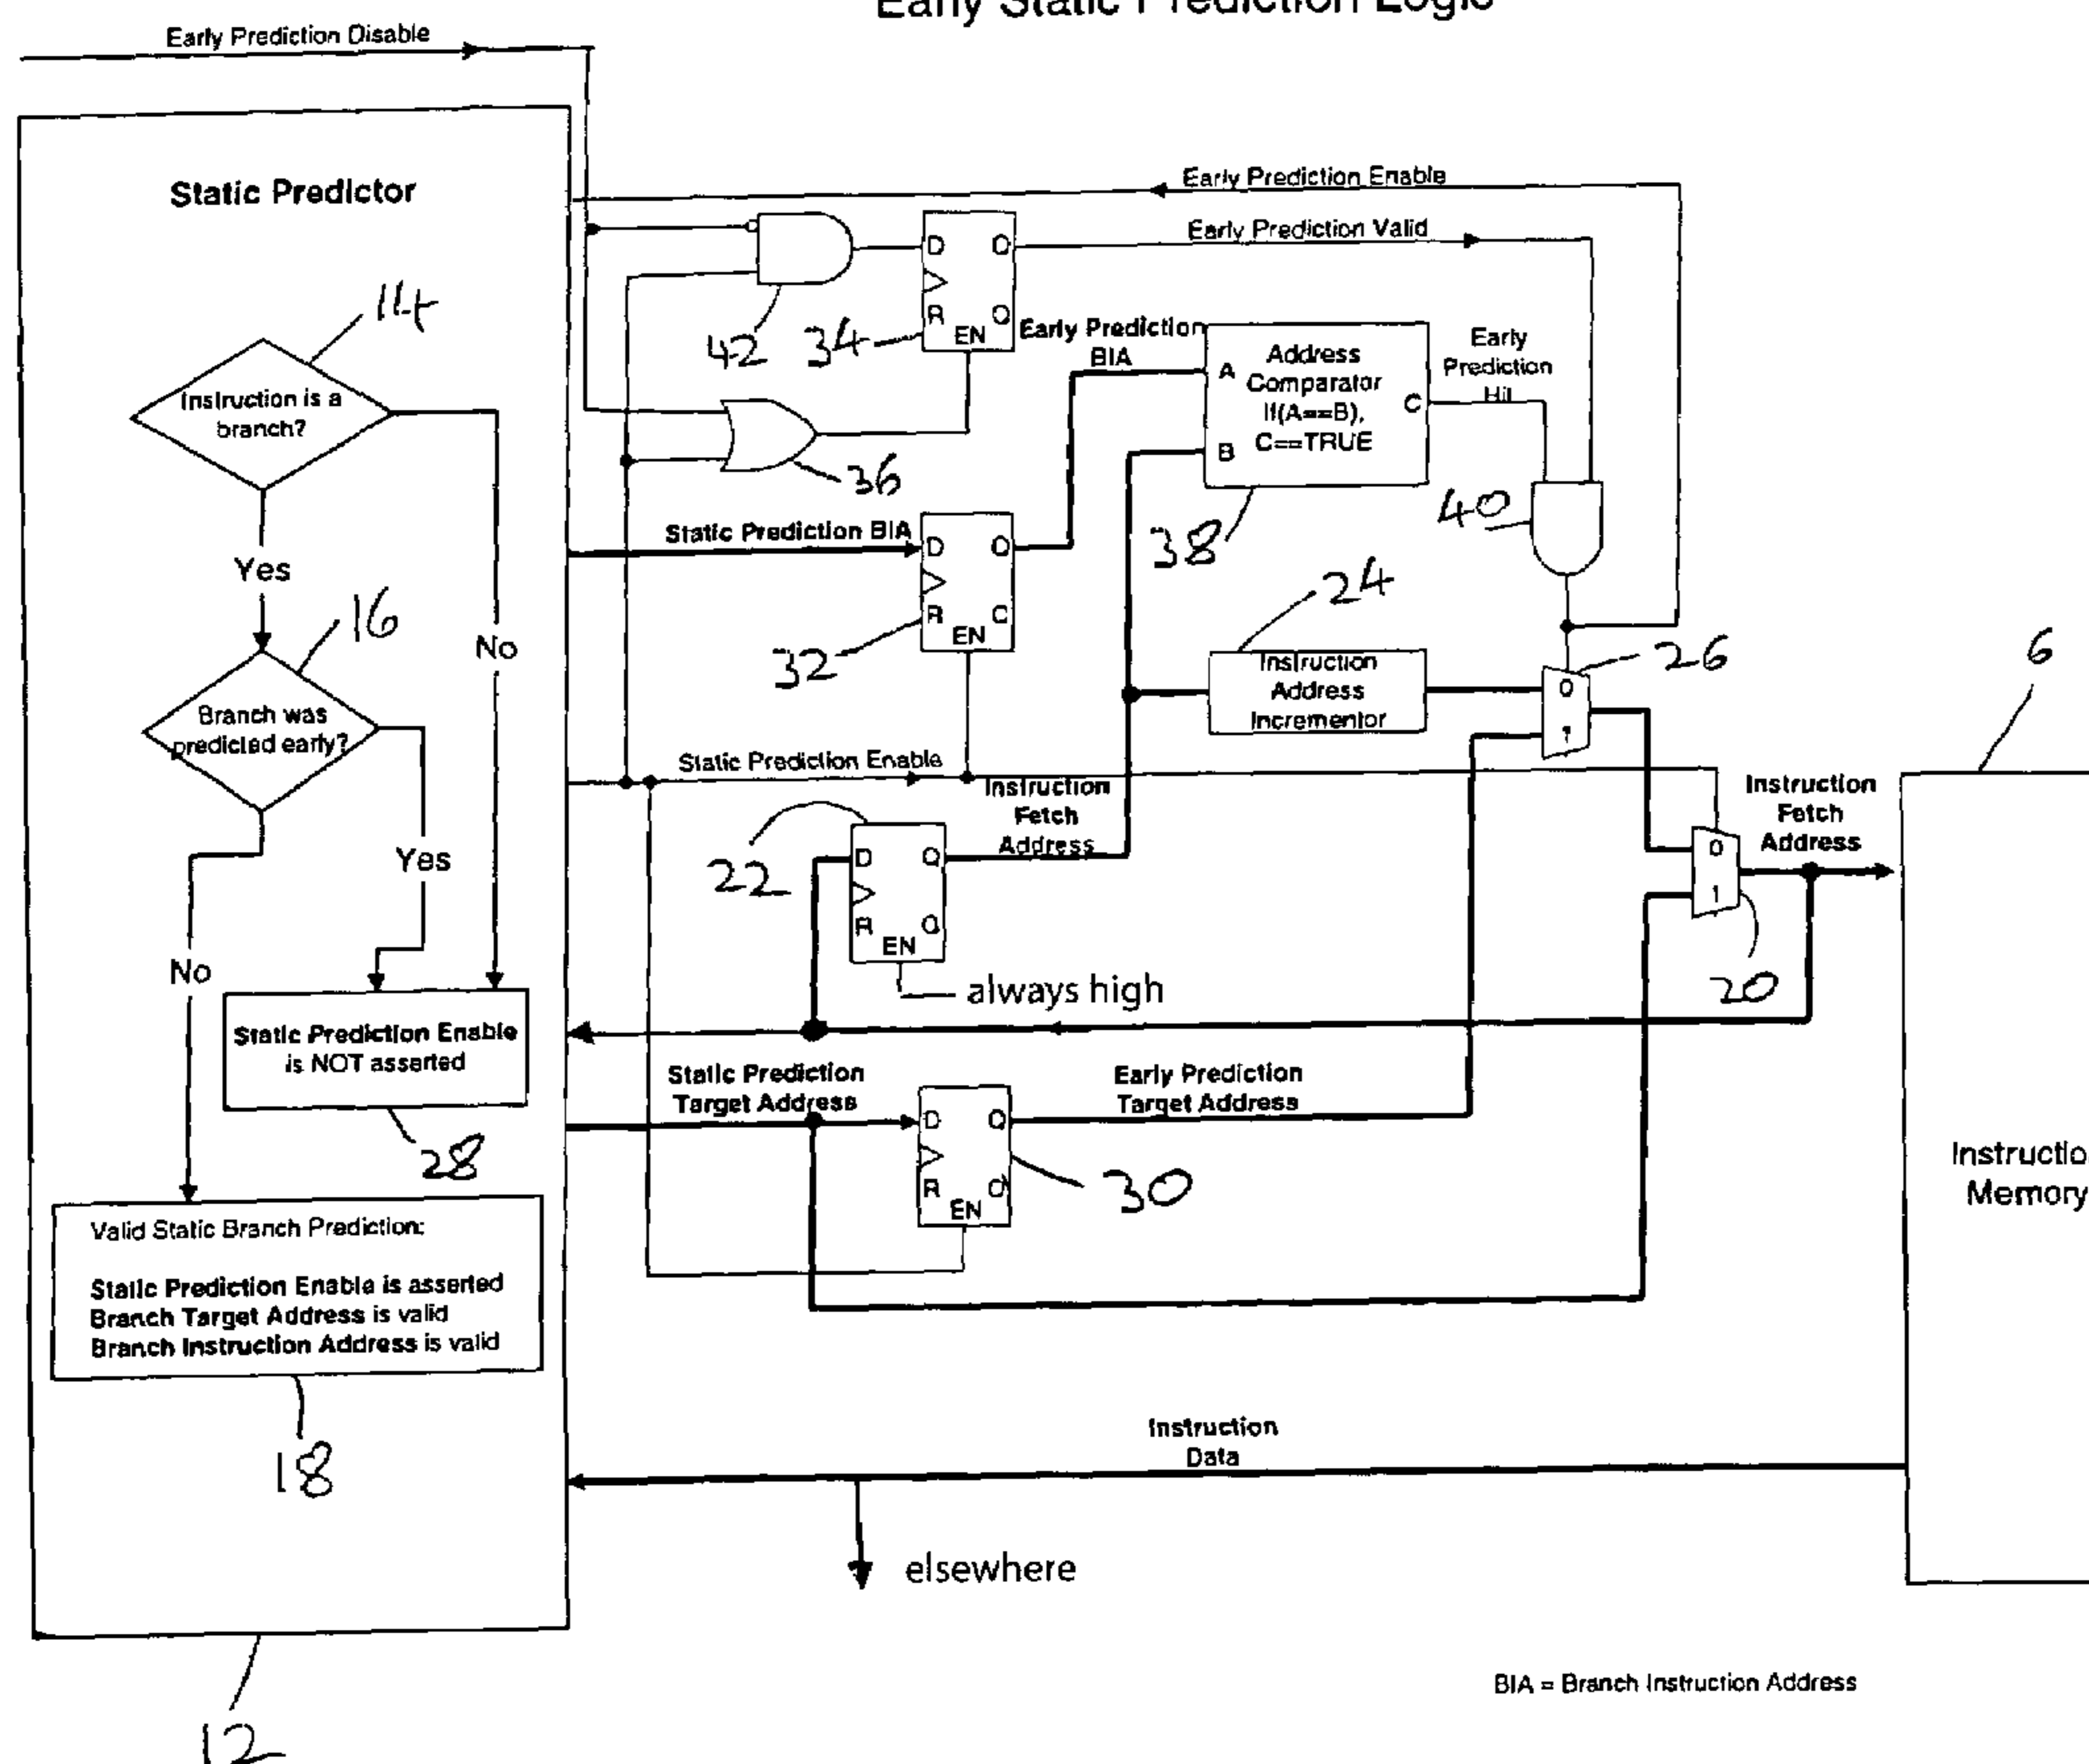 Early Static Prediction Logic
Early Prediction Disable
Static Predictor
14
Instruction is a
branch?
Yes
No
16
Branch was
predicted early?
Yes
No
Static Prediction Enable
is NOT asserted
28
Valid Static Branch Prediction:
Static Prediction Enable is asserted
Branch Target Address is valid
Branch Instruction Address is valid
18
12
Early Prediction Enable
Early Prediction Valid
42
D Q
R Q
EN
34
36
Early Prediction
BIA
Address
Comparator
If(A==B),
C==TRUE
A
B
C
38
Early
Prediction
Hit
40
Static Prediction BIA
D Q
R C
EN
32
24
Instruction
Address
Incrementor
26
0
1
Static Prediction Enable
Instruction
Fetch
Address
22
D Q
R Q
EN
always high
Instruction
Fetch
Address
0
1
20
6
Static Prediction
Target Address
D Q
R Q
EN
30
Early Prediction
Target Address
Instructio
Memory
Instruction
Data
elsewhere
BIA = Branch Instruction Address